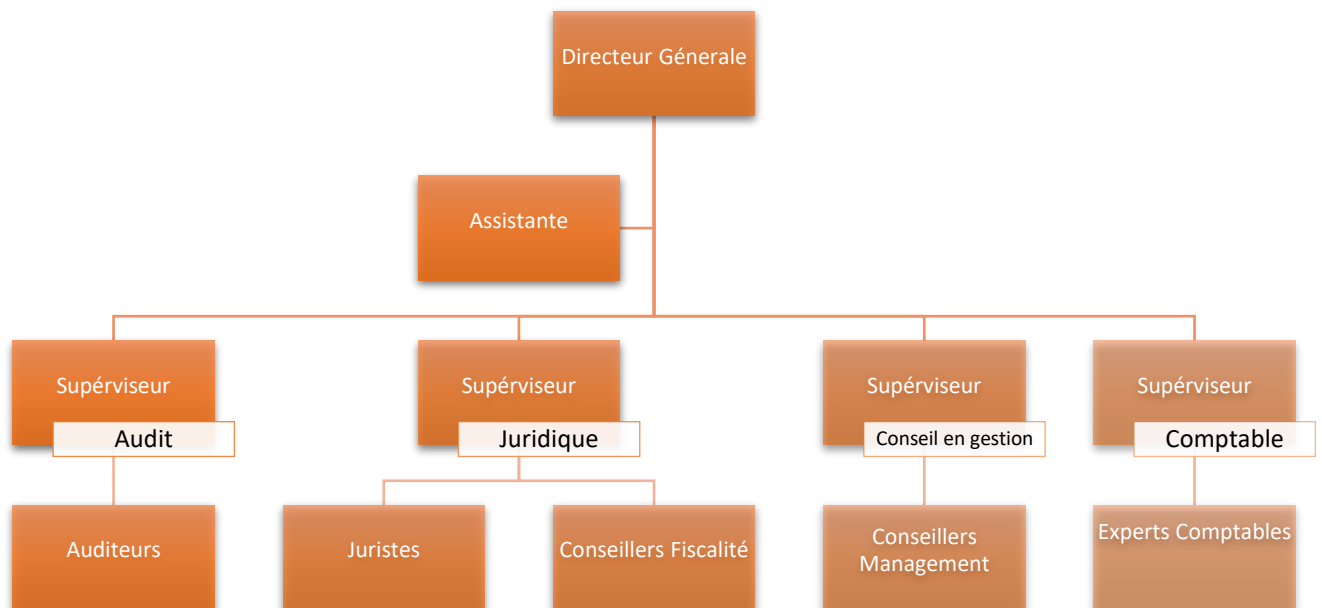 Directeur Génerale
Assistante
Supérviseur
Audit
Supérviseur
Juridique
Supérviseur
Conseil en gestion
Supérviseur
Comptable
Auditeurs
Juristes
Conseillers Fiscalité
Conseillers
Management
Experts Comptables